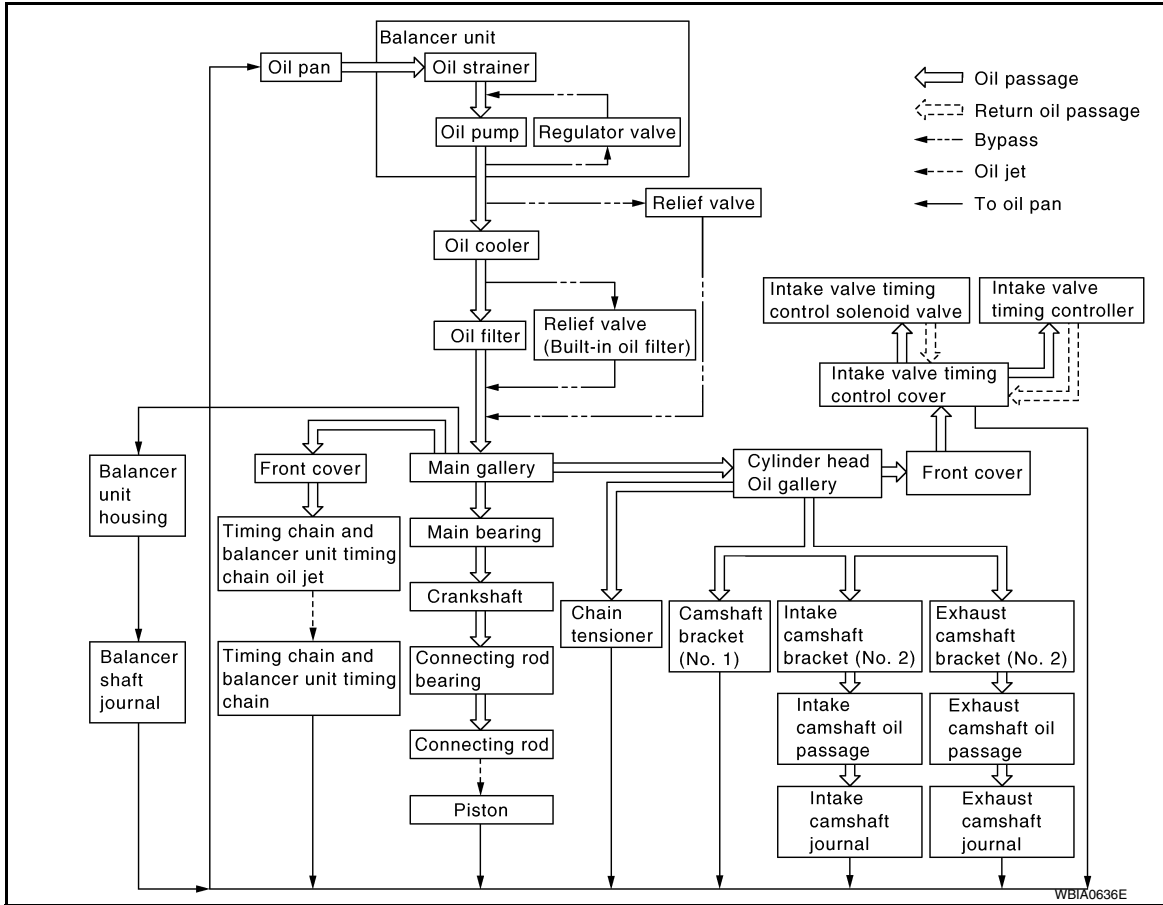 Balancer unit
Oil pan
Oil strainer
Oil pump
Regulator valve
Oil passage
Return oil passage
Bypass
Oil jet
To oil pan
Relief valve
Oil cooler
Oil filter
Relief valve
(Built-in oil filter)
Intake valve timing
control solenoid valve
Intake valve
timing controller
Intake valve timing
control cover
Balancer
unit
housing
Front cover
Main gallery
Cylinder head
Oil gallery
Front cover
Timing chain and
balancer unit timing
chain oil jet
Main bearing
Crankshaft
Chain
tensioner
Camshaft
bracket
(No. 1)
Intake
camshaft
bracket (No. 2)
Exhaust
camshaft
bracket (No. 2)
Balancer
shaft
journal
Timing chain and
balancer unit timing
chain
Connecting rod
bearing
Connecting rod
Piston
Intake
camshaft oil
passage
Exhaust
camshaft oil
passage
Intake
camshaft
journal
Exhaust
camshaft
journal
WBIA0636E